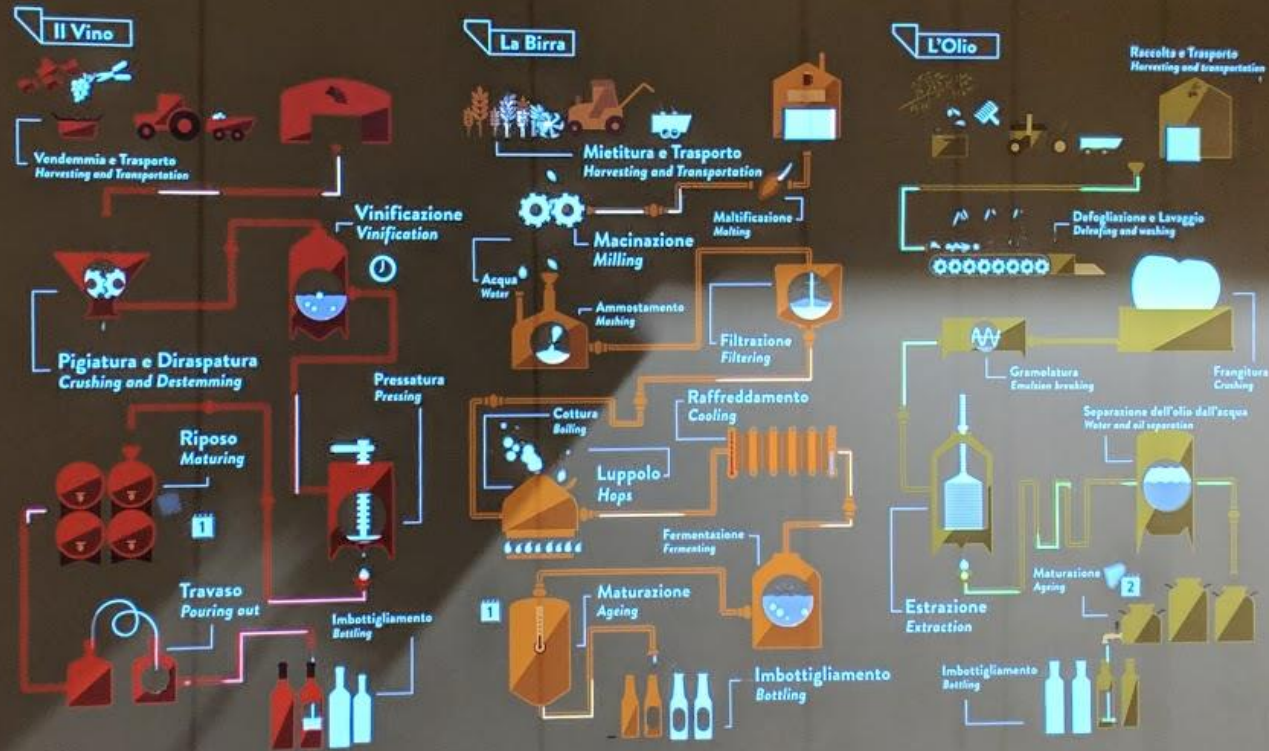 Il Vino
Vendemmia e Trasporto
Harvesting and Transportation
Vinificazione
Vinification
Pigiatura e Diraspatura
Crushing and Destemming
Pressatura
Pressing
Riposo
Maturing
1
Travaso
Pouring out
Imbottigliamento
Bottling
La Birra
Mietitura e Trasporto
Harvesting and Transportation
Maltificazione
Malting
Macinazione
Milling
Acqua
Water
Ammostamento
Mashing
Filtrazione
Filtering
Cottura
Boiling
Luppolo
Hops
Raffreddamento
Cooling
Fermentazione
Fermenting
1
Maturazione
Ageing
Imbottigliamento
Bottling
L'Olio
Raccolta e Trasporto
Harvesting and transportation
Defogliazione e Lavaggio
Deleafing and washing
Frangitura
Crushing
Gramolatura
Emulsion breaking
Separazione dell'olio dall'acqua
Water and oil separation
Estrazione
Extraction
Maturazione
Ageing
2
Imbottigliamento
Bottling